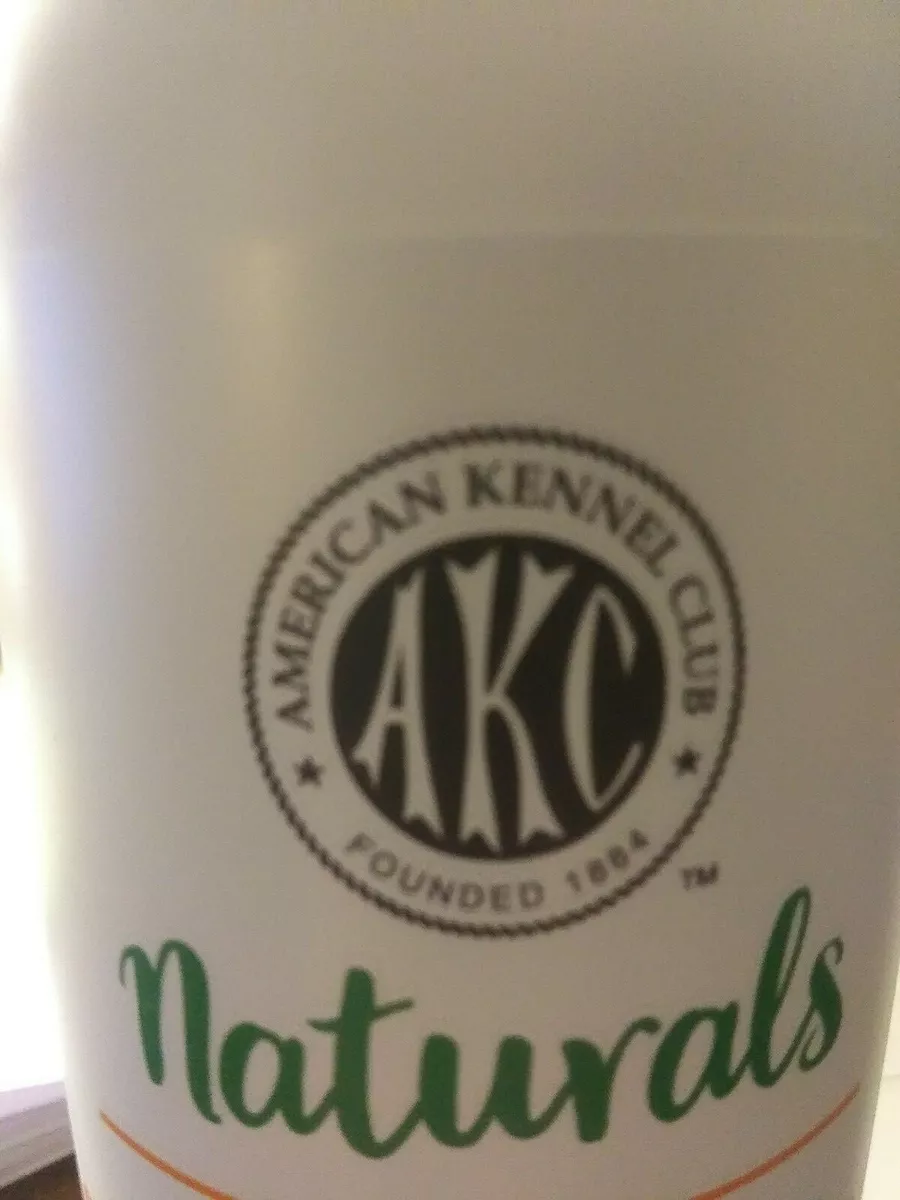 AMERICAN KENNEL CLUB
AKC
FOUNDED 1884
TM
Naturals